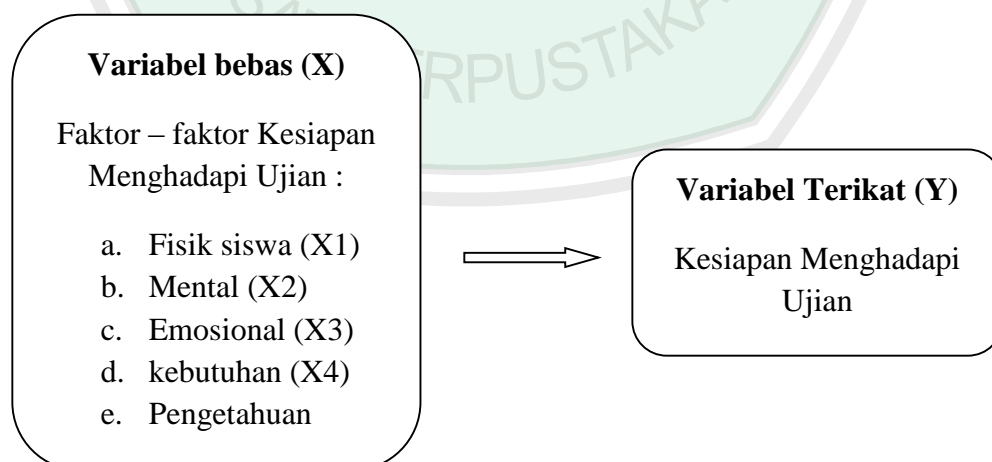 Variabel bebas (X)
Faktor – faktor Kesiapan
Menghadapi Ujian :
a. Fisik siswa (X1)
b. Mental (X2)
c. Emosional (X3)
d. kebutuhan (X4)
e. Pengetahuan
Variabel Terikat (Y)
Kesiapan Menghadapi
Ujian